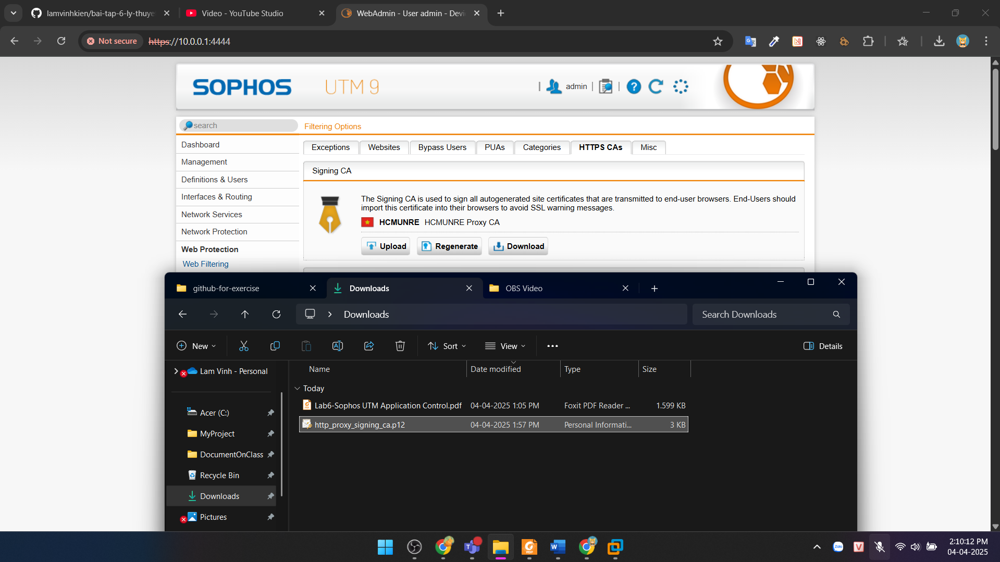 lamvinhkien/bai-tap-6-ly-thuye
Video - YouTube Studio
WebAdmin - User admin - Devi
Not secure
https://10.0.0.1:4444
SOPHOS
UTM 9
admin
search
Filtering Options
Dashboard
Management
Definitions & Users
Interfaces & Routing
Network Services
Network Protection
Web Protection
Web Filtering
Exceptions
Websites
Bypass Users
PUAs
Categories
HTTPS CAs
Misc
Signing CA
The Signing CA is used to sign all autogenerated site certificates that are transmitted to end-user browsers. End-Users should
import this certificate into their browsers to avoid SSL warning messages.
HCMUNRE HCMUNRE Proxy CA
Upload
Regenerate
Download
github-for-exercise
Downloads
OBS Video
Downloads
Search Downloads
New
Sort
View
Details
Lam Vinh - Personal
Acer (C:)
MyProject
DocumentOnClass
Recycle Bin
Downloads
Pictures
Name
Date modified
Type
Size
Today
Lab6-Sophos UTM Application Control.pdf 04-04-2025 1:05 PM Foxit PDF Reader ... 1.599 KB
http_proxy_signing_ca.p12 04-04-2025 1:57 PM Personal Informati... 3 KB
2:10:12 PM
04-04-2025